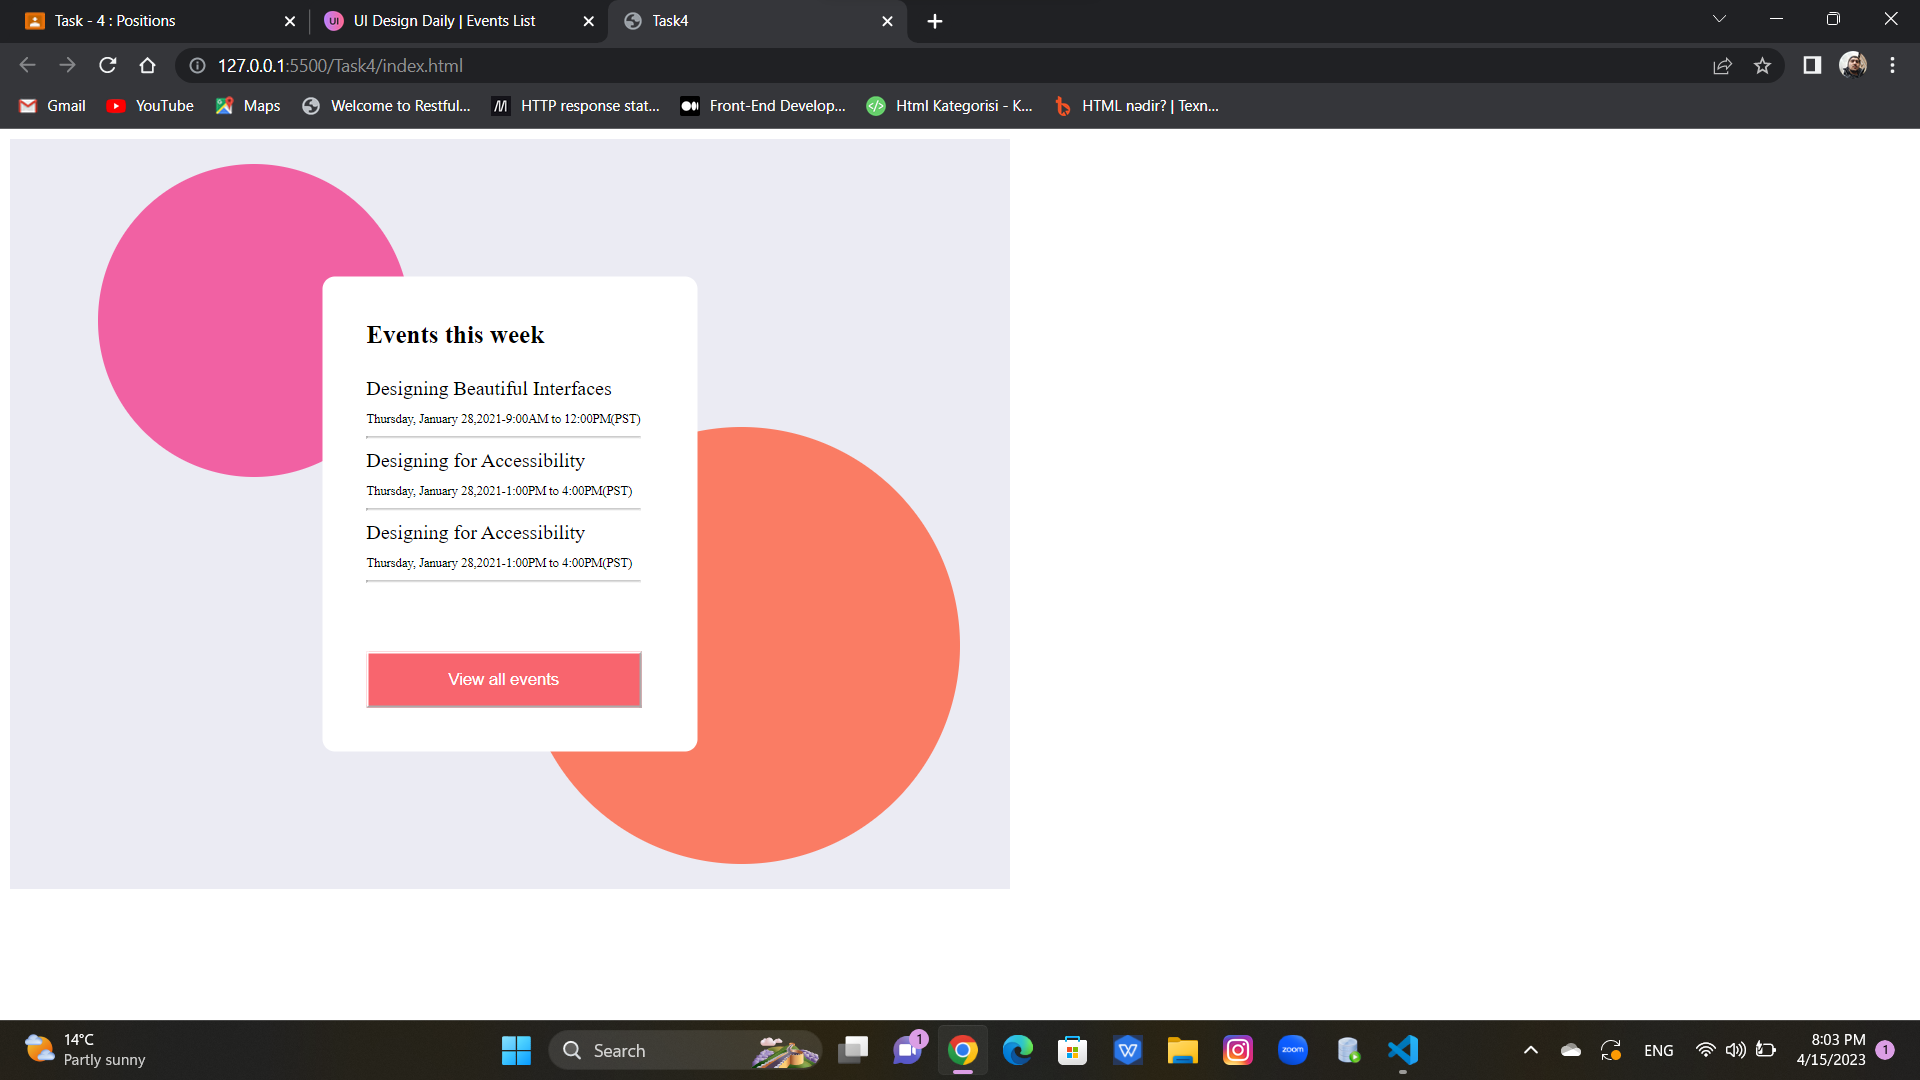 Task - 4 : Positions
UI
UI Design Daily | Events List
Task4
127.0.0.1:5500/Task4/index.html
Gmail
YouTube
Maps
Welcome to Restful...
HTTP response stat...
Front-End Develop...
Html Kategorisi - K...
HTML nədir? | Texn...
Events this week
Designing Beautiful Interfaces
Thursday, January 28,2021-9:00AM to 12:00PM(PST)
Designing for Accessibility
Thursday, January 28,2021-1:00PM to 4:00PM(PST)
Designing for Accessibility
Thursday, January 28,2021-1:00PM to 4:00PM(PST)
View all events
14°C
Partly sunny
Search
1
W
zoom
ENG
8:03 PM
4/15/2023
1